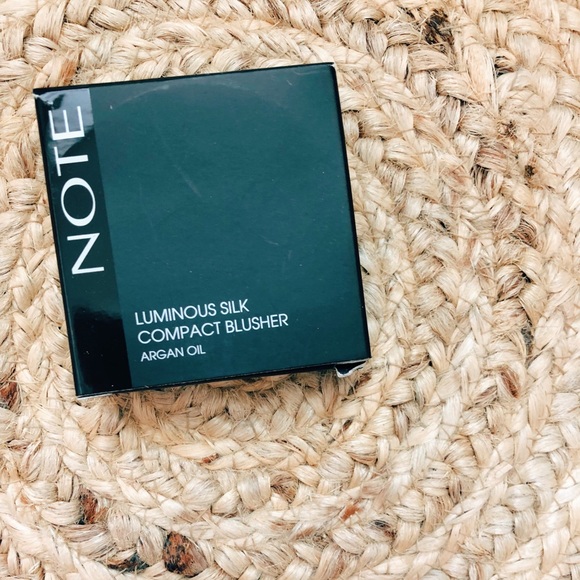 NOTE
LUMINOUS SILK
COMPACT BLUSHER
ARGAN OIL